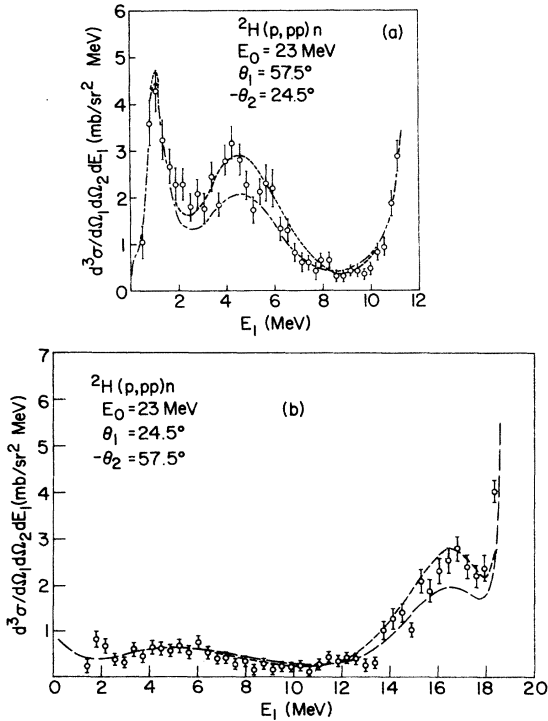 ²H (p, pp) n
(a)
E₀ = 23 MeV
θ₁ = 57.5°
-θ₂ = 24.5°
d³σ/dΩ₁dΩ₂dE₁ (mb/sr² MeV)
6
5
4
3
2
1
0
2
4
6
8
10
12
E₁ (MeV)
²H (p,pp)n
(b)
E₀ = 23 MeV
θ₁ = 24.5°
-θ₂ = 57.5°
d³σ/dΩ₁dΩ₂dE₁(mb/sr² MeV)
7
6
5
4
3
2
1
0 2 4 6 8 10 12 14 16 18 20
E₁ (MeV)